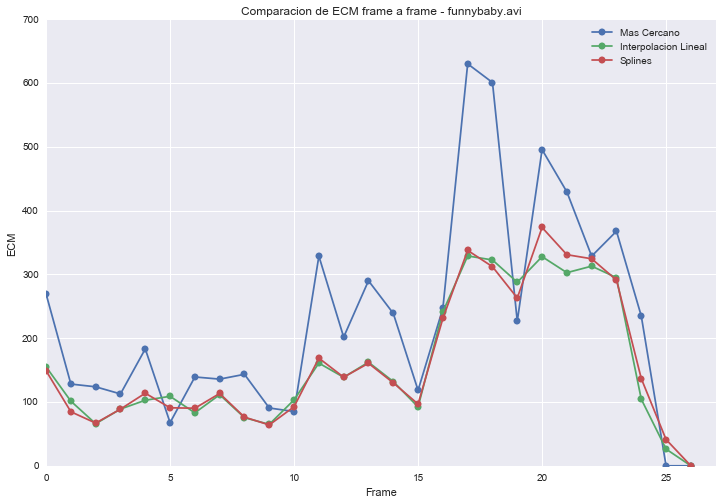 Comparacion de ECM frame a frame - funnybaby.avi
Mas Cercano
Interpolacion Lineal
Splines
ECM
700
600
500
400
300
200
100
0
0 5 10 15 20 25
Frame